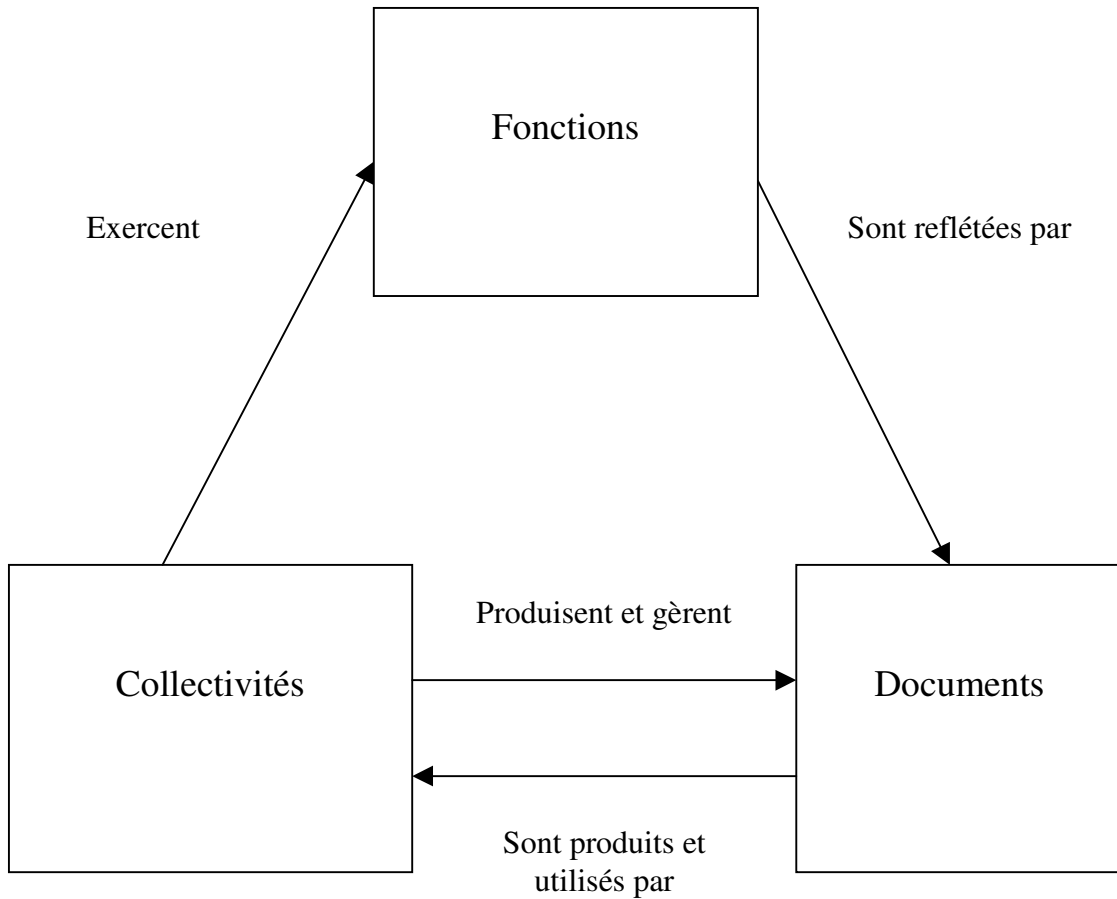 Fonctions
Exercent
Sont reflétées par
Produisent et gèrent
Collectivités
Documents
Sont produits et
utilisés par